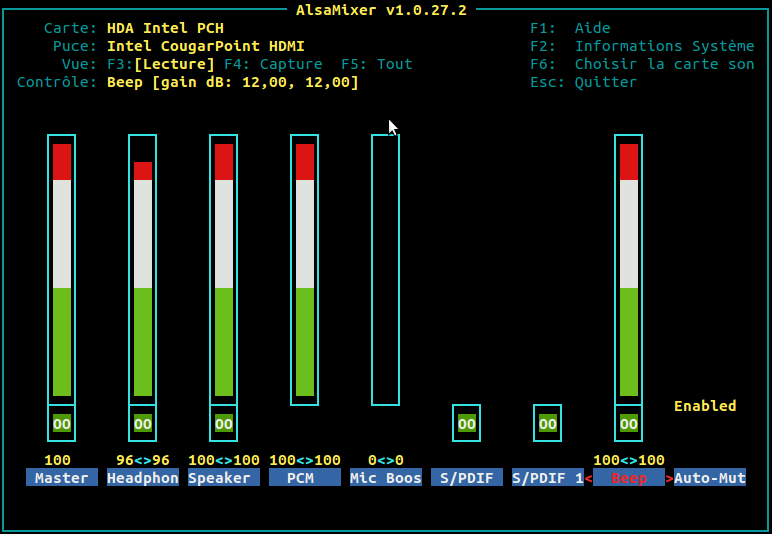 AlsaMixer v1.0.27.2
Carte: HDA Intel PCH F1: Aide
Puce: Intel CougarPoint HDMI F2: Informations Système
Vue: F3:[Lecture] F4: Capture F5: Tout F6: Choisir la carte son
Contrôle: Beep [gain dB: 12,00, 12,00] Esc: Quitter
Enabled
OO OO OO OO OO OO
100 96<>96 100<>100 100<>100 0<>0 100<>100
Master Headphon Speaker PCM Mic Boos S/PDIF S/PDIF 1< Beep >Auto-Mut